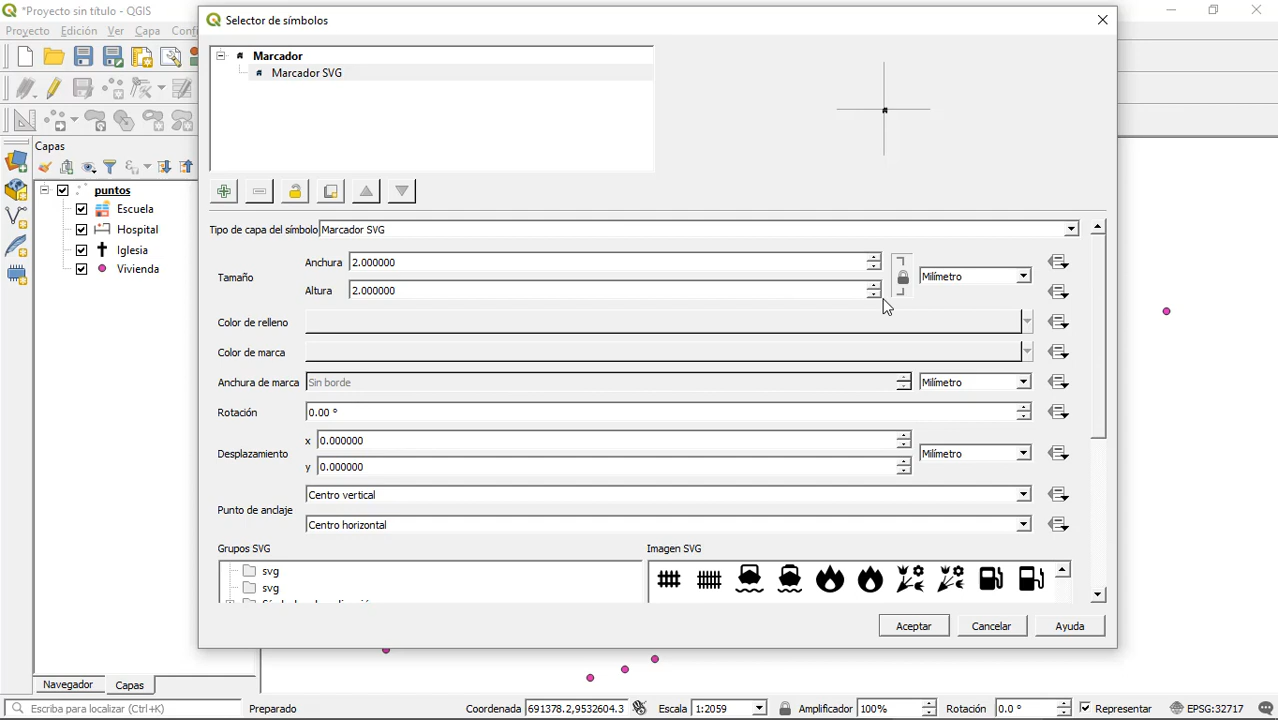 *Proyecto sin título - QGIS
Selector de símbolos
Proyecto Edición Ver Capa
Marcador
Marcador SVG
Capas
puntos
Escuela
Hospital
Iglesia
Vivienda
Tipo de capa del símbolo Marcador SVG
Tamaño
Anchura 2.000000
Altura 2.000000
Milímetro
Color de relleno
Color de marca
Anchura de marca Sin borde Milímetro
Rotación 0.00 °
Desplazamiento
x 0.000000
y 0.000000
Milímetro
Punto de anclaje
Centro vertical
Centro horizontal
Grupos SVG
Imagen SVG
svg
svg
Aceptar Cancelar Ayuda
Navegador Capas
Escriba para localizar (Ctrl+K) Preparado Coordenada 691378.2,9532604.3 Escala 1:2059 Amplificador 100% Rotación 0.0 ° Representar EPSG:32717